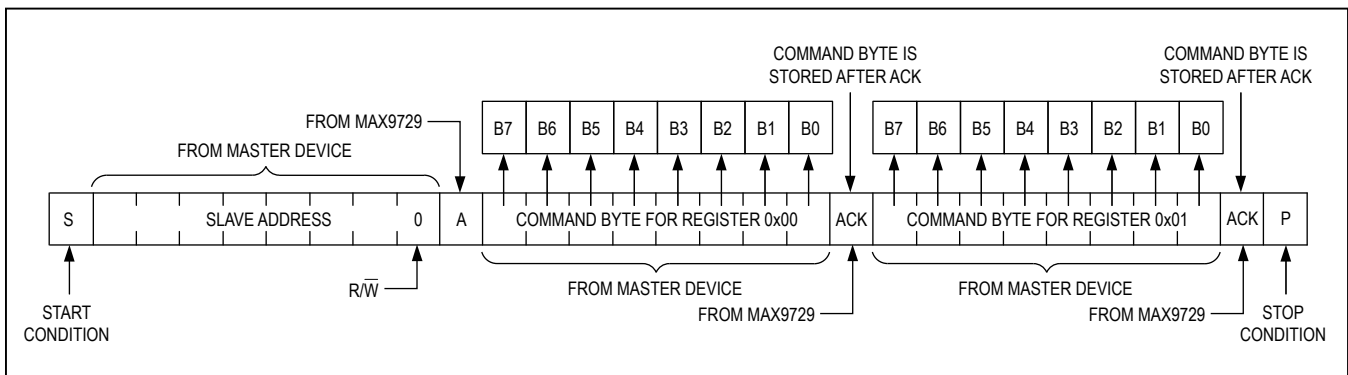 COMMAND BYTE IS
STORED AFTER ACK
COMMAND BYTE IS
STORED AFTER ACK
FROM MAX9729
B7 B6 B5 B4 B3 B2 B1 B0
B7 B6 B5 B4 B3 B2 B1 B0
FROM MASTER DEVICE
S SLAVE ADDRESS 0 A COMMAND BYTE FOR REGISTER 0x00 ACK COMMAND BYTE FOR REGISTER 0x01 ACK P
R/W̅
FROM MASTER DEVICE
FROM MASTER DEVICE
START
CONDITION
FROM MAX9729
FROM MAX9729
STOP
CONDITION